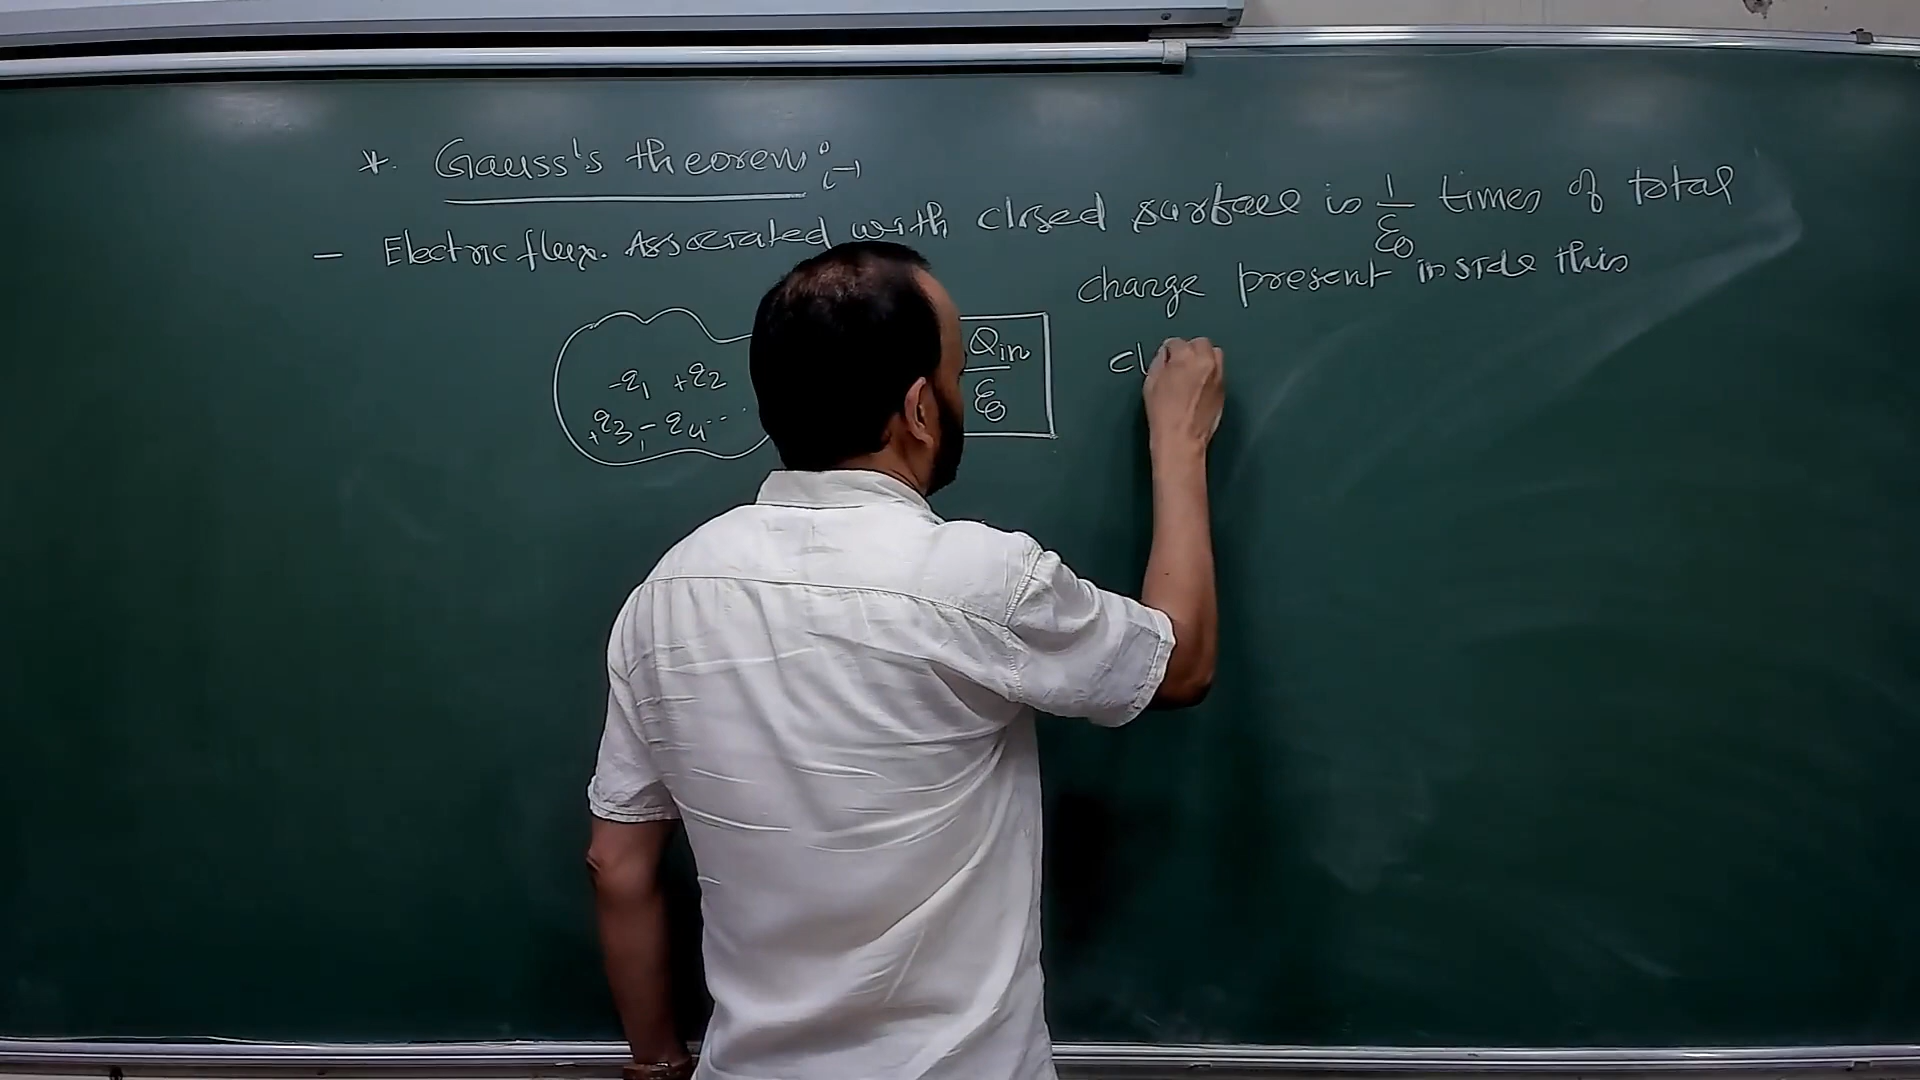 *. Gauss's theorem :-
- Electric flux. Associated with closed surface is 1/ε0 times of total
charge present inside this
cl
-q1 +q2
+q3, -q4...
Qin
ε0